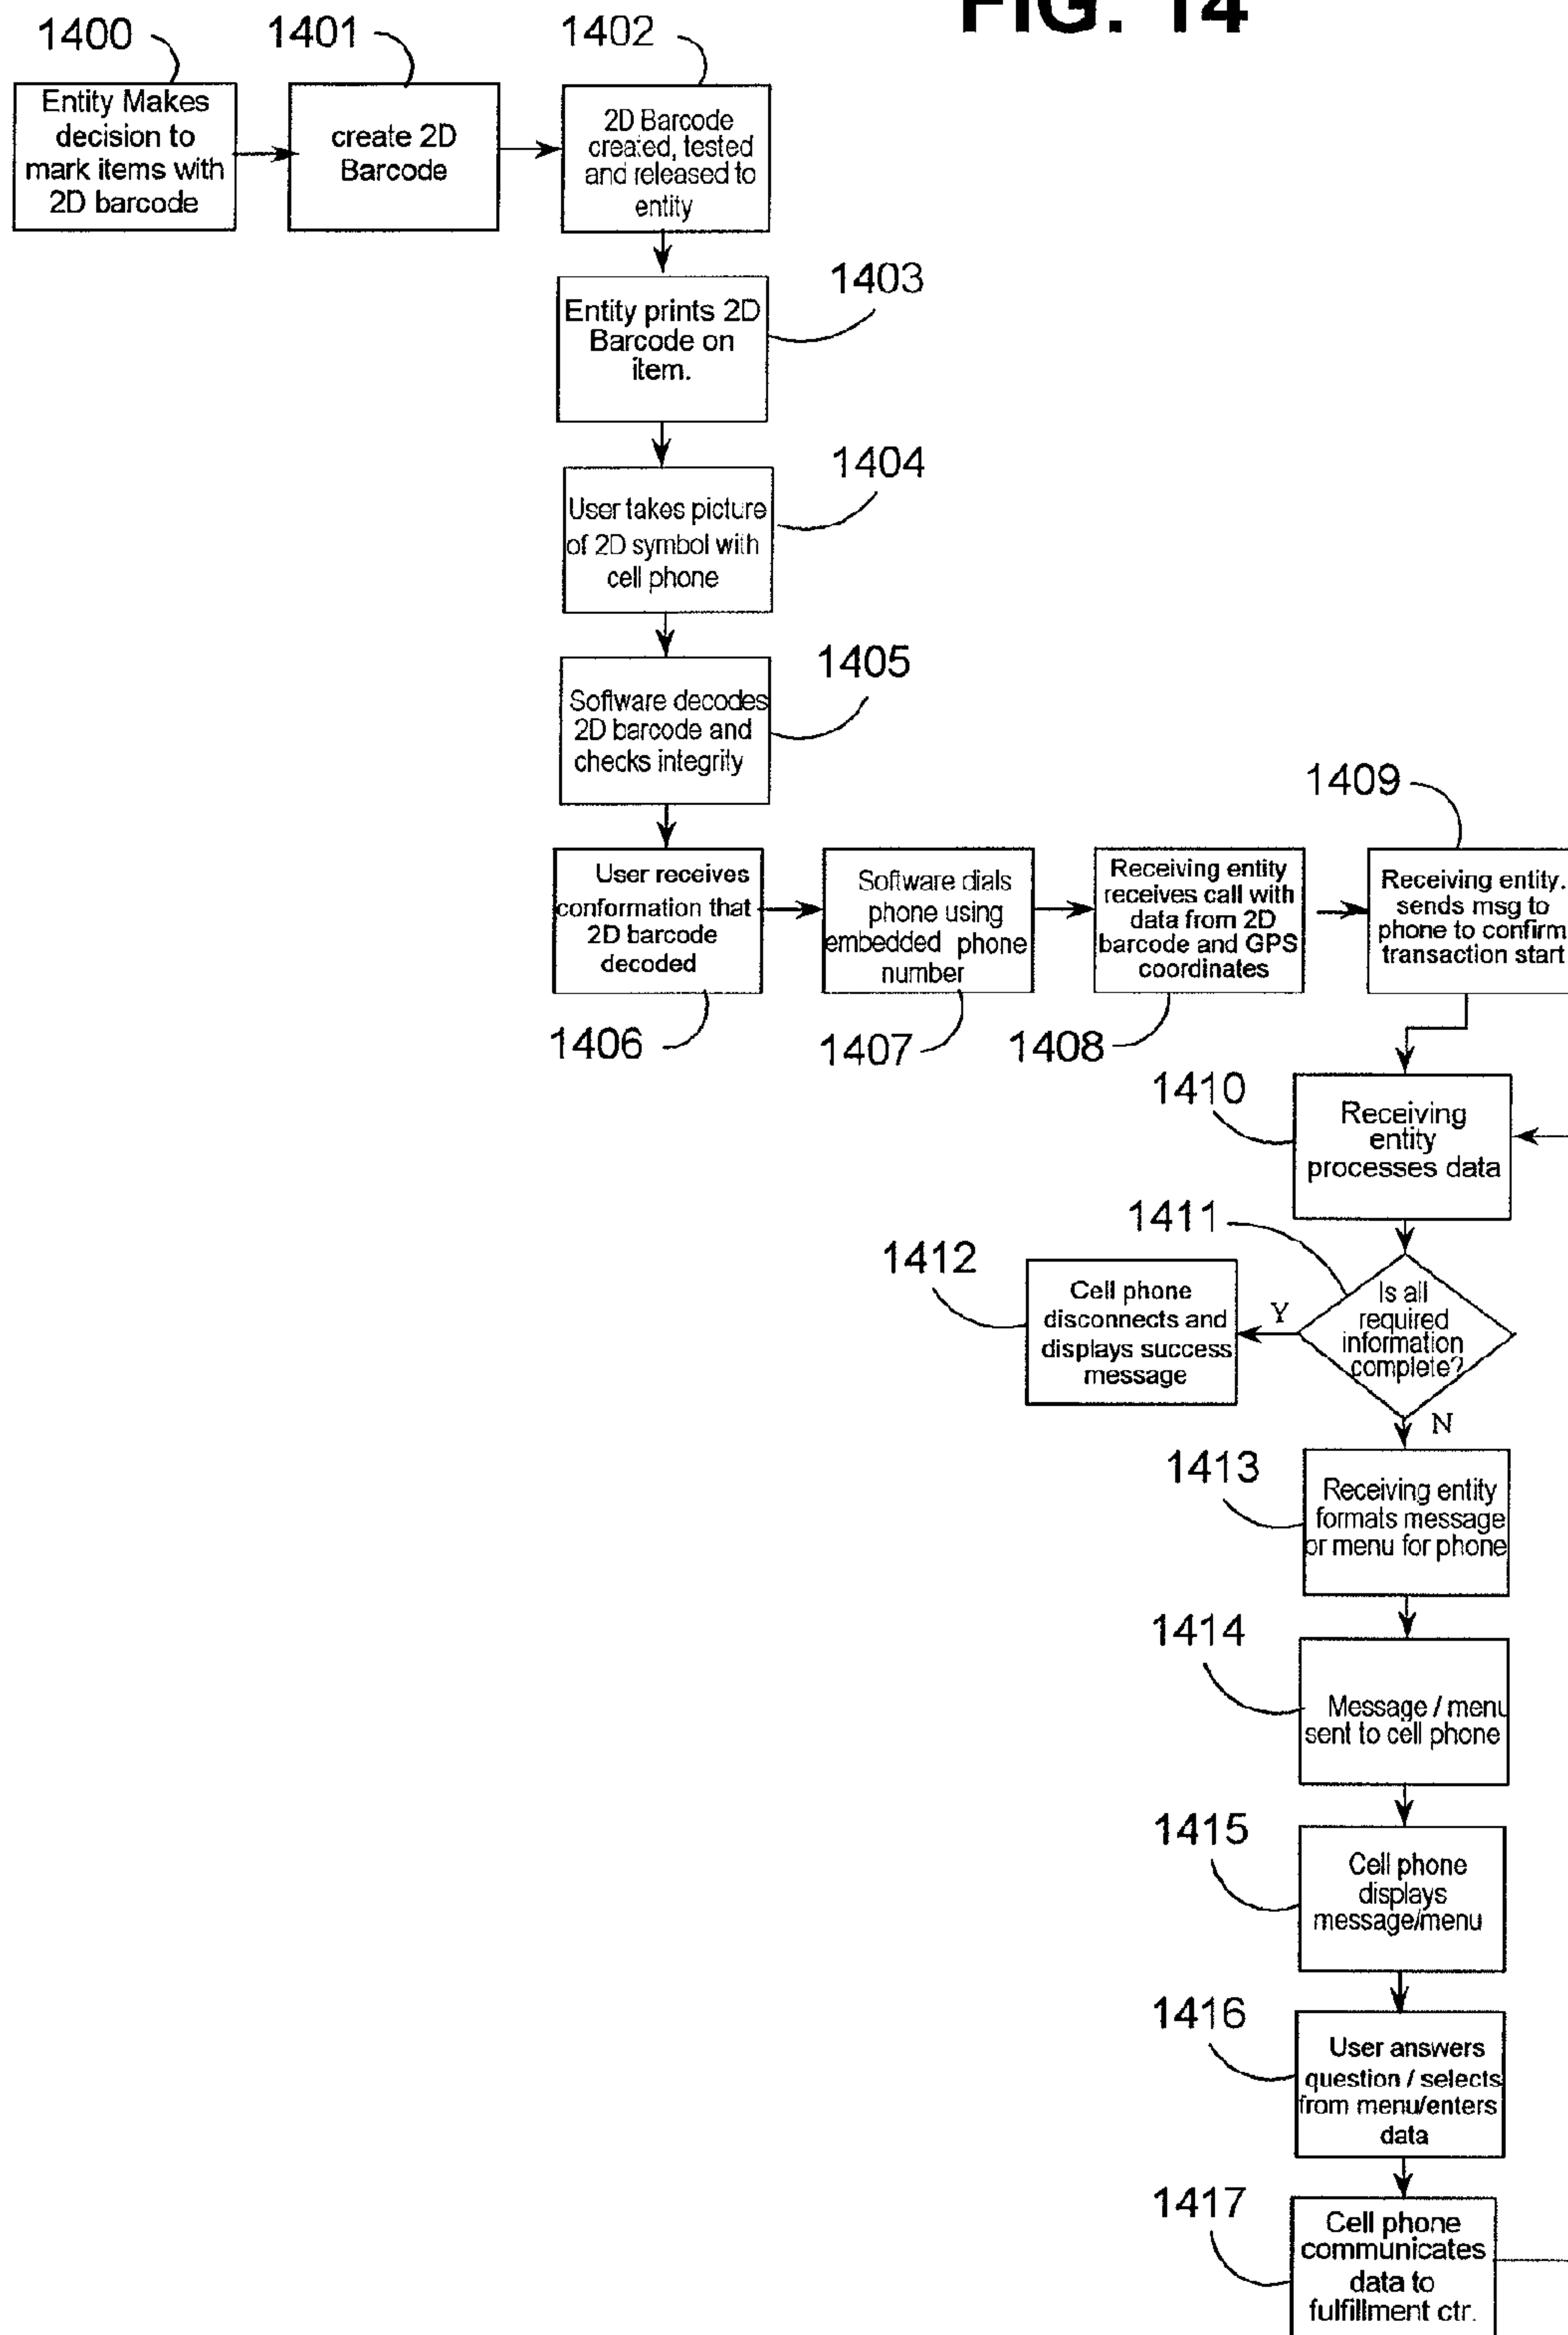 FIG. 14
1400
1401
1402
Entity Makes
decision to
mark items with
2D barcode
create 2D
Barcode
2D Barcode
created, tested
and released to
entity
1403
Entity prints 2D
Barcode on
item.
1404
User takes picture
of 2D symbol with
cell phone
1405
Software decodes
2D barcode and
checks integrity
1409
User receives
conformation that
2D barcode
decoded
Software dials
phone using
embedded phone
number
Receiving entity
receives call with
data from 2D
barcode and GPS
coordinates
Receiving entity.
sends msg to
phone to confirm
transaction start
1406
1407
1408
1410
Receiving
entity
processes data
1411
1412
Cell phone
disconnects and
displays success
message
Y
Is all
required
information
complete?
N
1413
Receiving entity
formats message
or menu for phone
1414
Message / menu
sent to cell phone
1415
Cell phone
displays
message/menu
1416
User answers
question / selects
from menu/enters
data
1417
Cell phone
communicates
data to
fulfillment ctr.